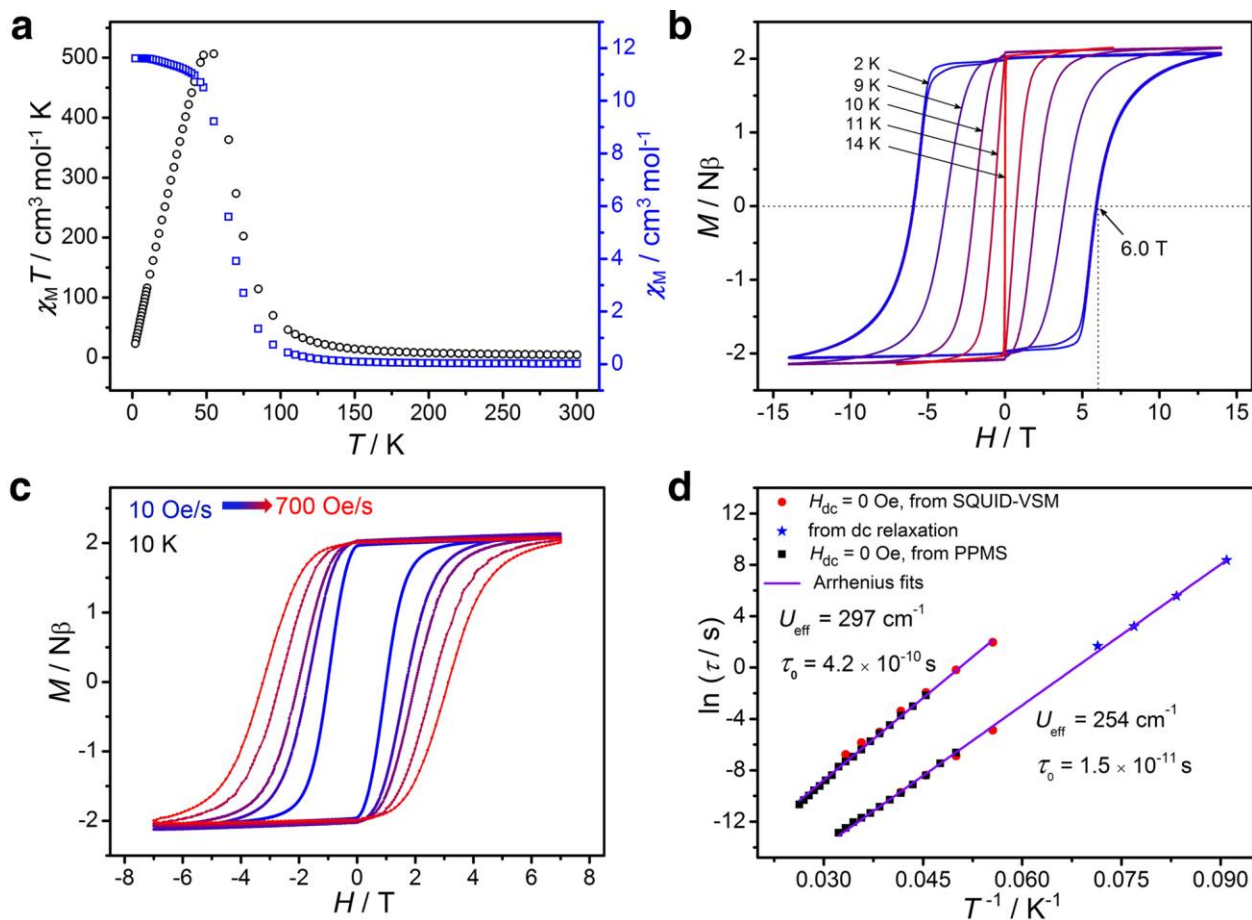 a
χ_M T / cm³ mol⁻¹ K
500
400
300
200
100
0
12
10
8
6
4
2
0
χ_M / cm³ mol⁻¹
0 50 100 150 200 250 300
T / K
b
M / Nβ
2
1
0
-1
-2
2 K
9 K
10 K
11 K
14 K
6.0 T
-15 -10 -5 0 5 10 15
H / T
c
10 Oe/s 700 Oe/s
10 K
M / Nβ
2
1
0
-1
-2
-8 -6 -4 -2 0 2 4 6 8
H / T
d
ln (τ / s)
12
8
4
0
-4
-8
-12
H_dc = 0 Oe, from SQUID-VSM
from dc relaxation
H_dc = 0 Oe, from PPMS
Arrhenius fits
U_eff = 297 cm⁻¹
τ₀ = 4.2 × 10⁻¹⁰ s
U_eff = 254 cm⁻¹
τ₀ = 1.5 × 10⁻¹¹ s
0.030 0.045 0.060 0.075 0.090
T⁻¹ / K⁻¹